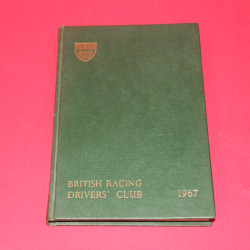 BRITISH RACING
DRIVERS' CLUB 1967